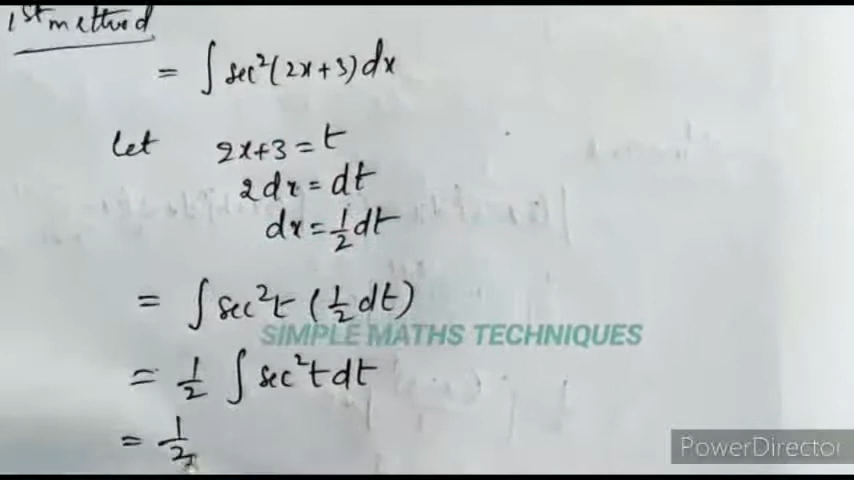 1st method
= ∫ sec²(2x+3)dx
Let 2x+3 = t
2dx = dt
dx = 1/2 dt
= ∫ sec²t (1/2 dt)
SIMPLE MATHS TECHNIQUES
= 1/2 ∫ sec²t dt
= 1/2
PowerDirector